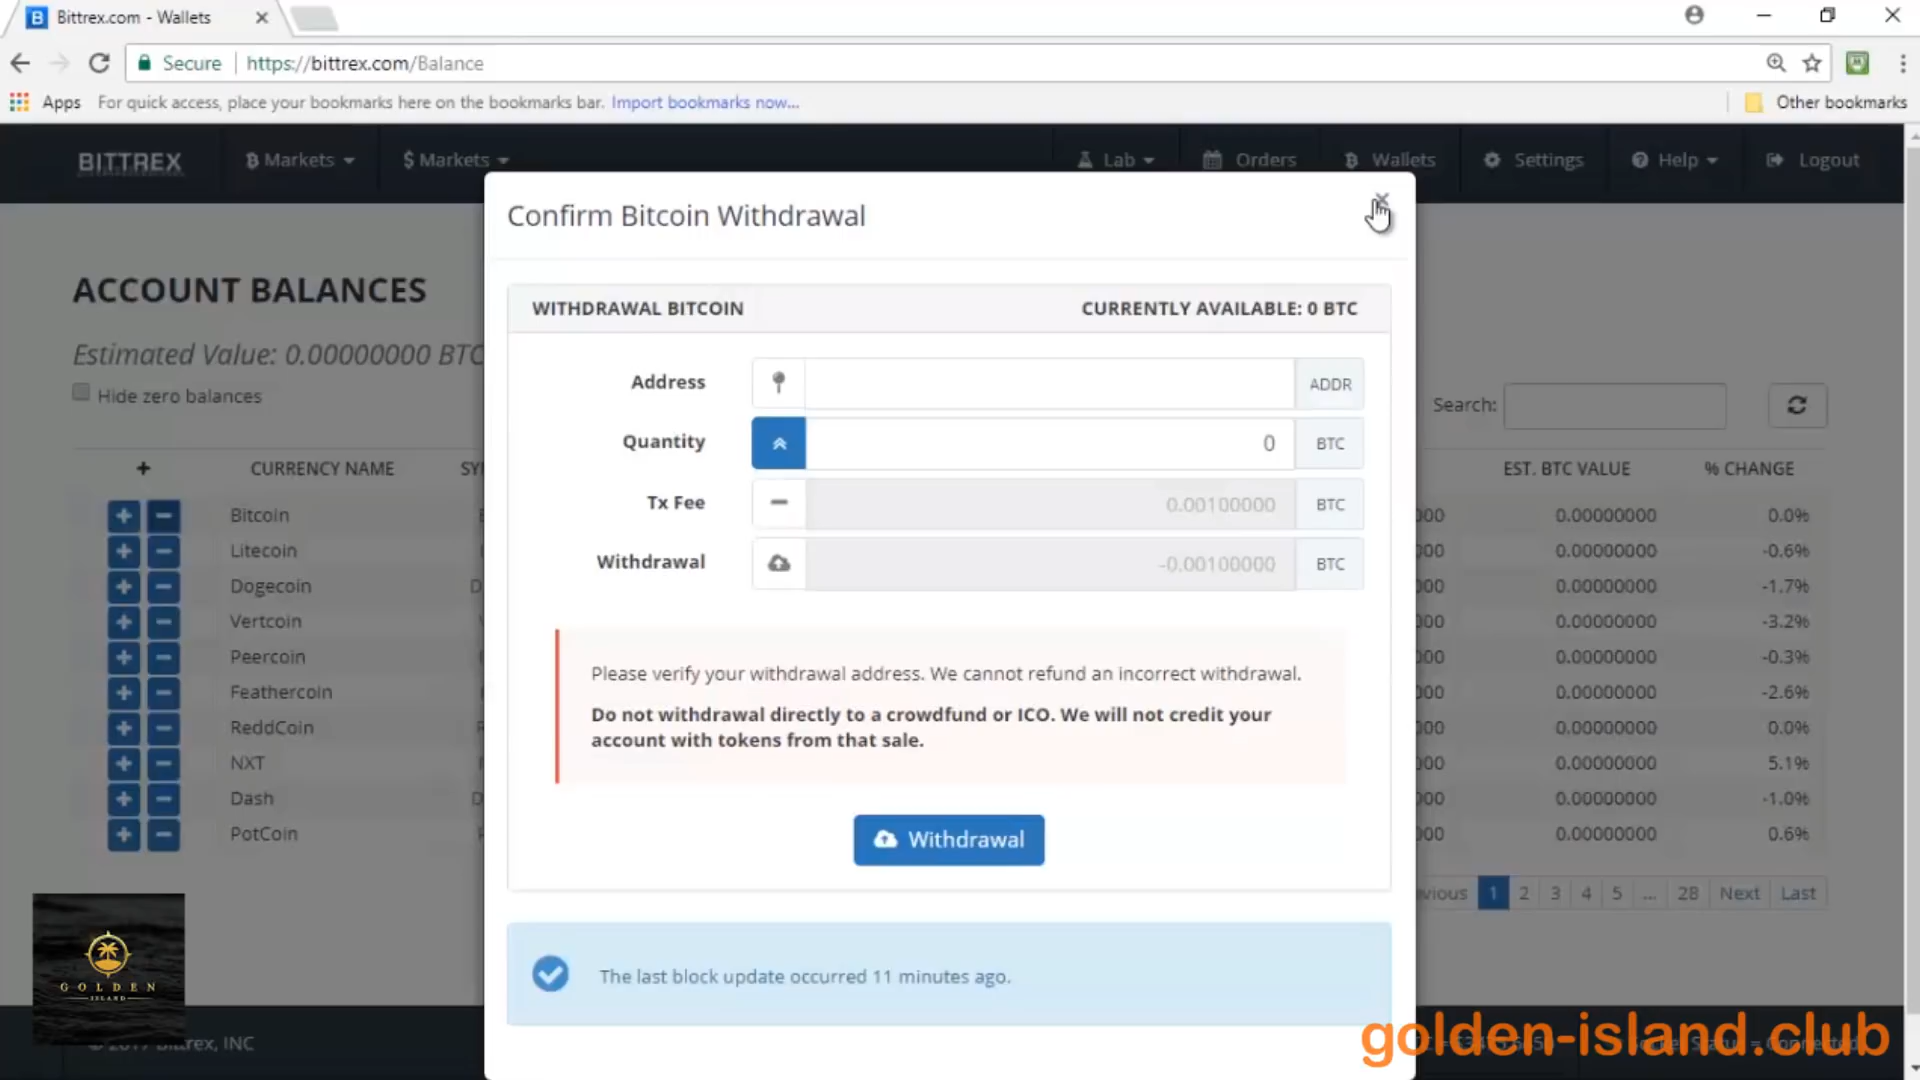 Bittrex.com - Wallets
Secure
https://bittrex.com/Balance
Apps For quick access, place your bookmarks here on the bookmarks bar. Import bookmarks now... Other bookmarks
BITTREX Markets $ Markets Lab Orders Wallets Settings Help Logout
Confirm Bitcoin Withdrawal
WITHDRAWAL BITCOIN CURRENTLY AVAILABLE: 0 BTC
Address ADDR
Quantity 0 BTC
Tx Fee 0.00100000 BTC
Withdrawal -0.00100000 BTC
Please verify your withdrawal address. We cannot refund an incorrect withdrawal.
Do not withdrawal directly to a crowdfund or ICO. We will not credit your
account with tokens from that sale.
Withdrawal
The last block update occurred 11 minutes ago.
ACCOUNT BALANCES
Estimated Value: 0.00000000 BTC
Hide zero balances
Search:
+ CURRENCY NAME EST. BTC VALUE % CHANGE
Bitcoin 0.00000000 0.0%
Litecoin 0.00000000 -0.6%
Dogecoin 0.00000000 -1.7%
Vertcoin 0.00000000 -3.2%
Peercoin 0.00000000 -0.3%
Feathercoin 0.00000000 -2.6%
ReddCoin 0.00000000 0.0%
NXT 0.00000000 5.1%
Dash 0.00000000 -1.0%
PotCoin 0.00000000 0.6%
1 2 3 4 5 ... 28 Next Last
GOLDEN
ISLAND
© 2017 Bittrex, INC
golden-island.club